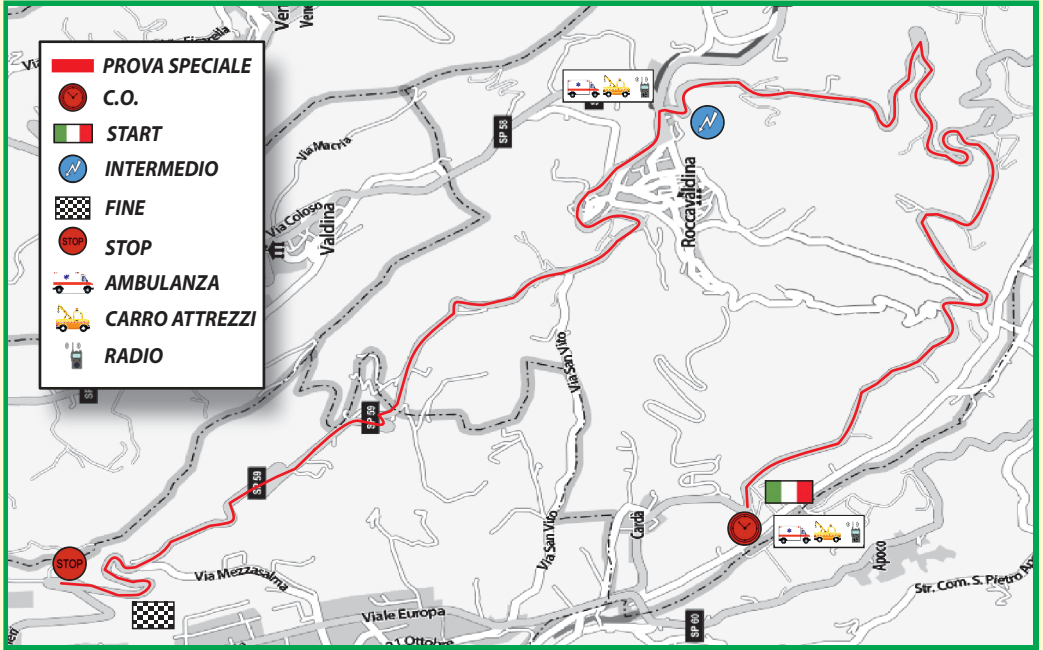 PROVA SPECIALE
C.O.
START
INTERMEDIO
FINE
STOP
STOP
AMBULANZA
CARRO ATTREZZI
RADIO
SP 58
Via Macria
Via Coloso
Valdina
Roccavaldina
Via San Vito
SP 59
SP 59
Via San Vito
Cardà
Apoco
STOP
Via Mezzasalma
Viale Europa
SP 60
Str. Com. S. Pietro